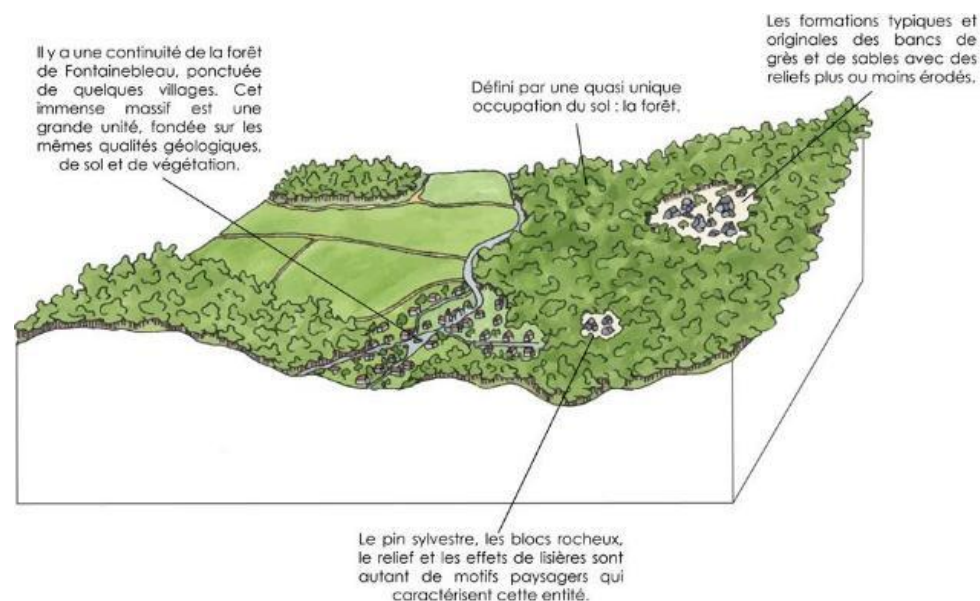 Il y a une continuité de la forêt
de Fontainebleau, ponctuée
de quelques villages. Cet
immense massif est une
grande unité, fondée sur les
mêmes qualités géologiques,
de sol et de végétation.
Défini par une quasi unique
occupation du sol : la forêt.
Les formations typiques et
originales des bancs de
grès et de sables avec des
reliefs plus ou moins érodés.
Le pin sylvestre, les blocs rocheux,
le relief et les effets de lisières sont
autant de motifs paysagers qui
caractérisent cette entité.